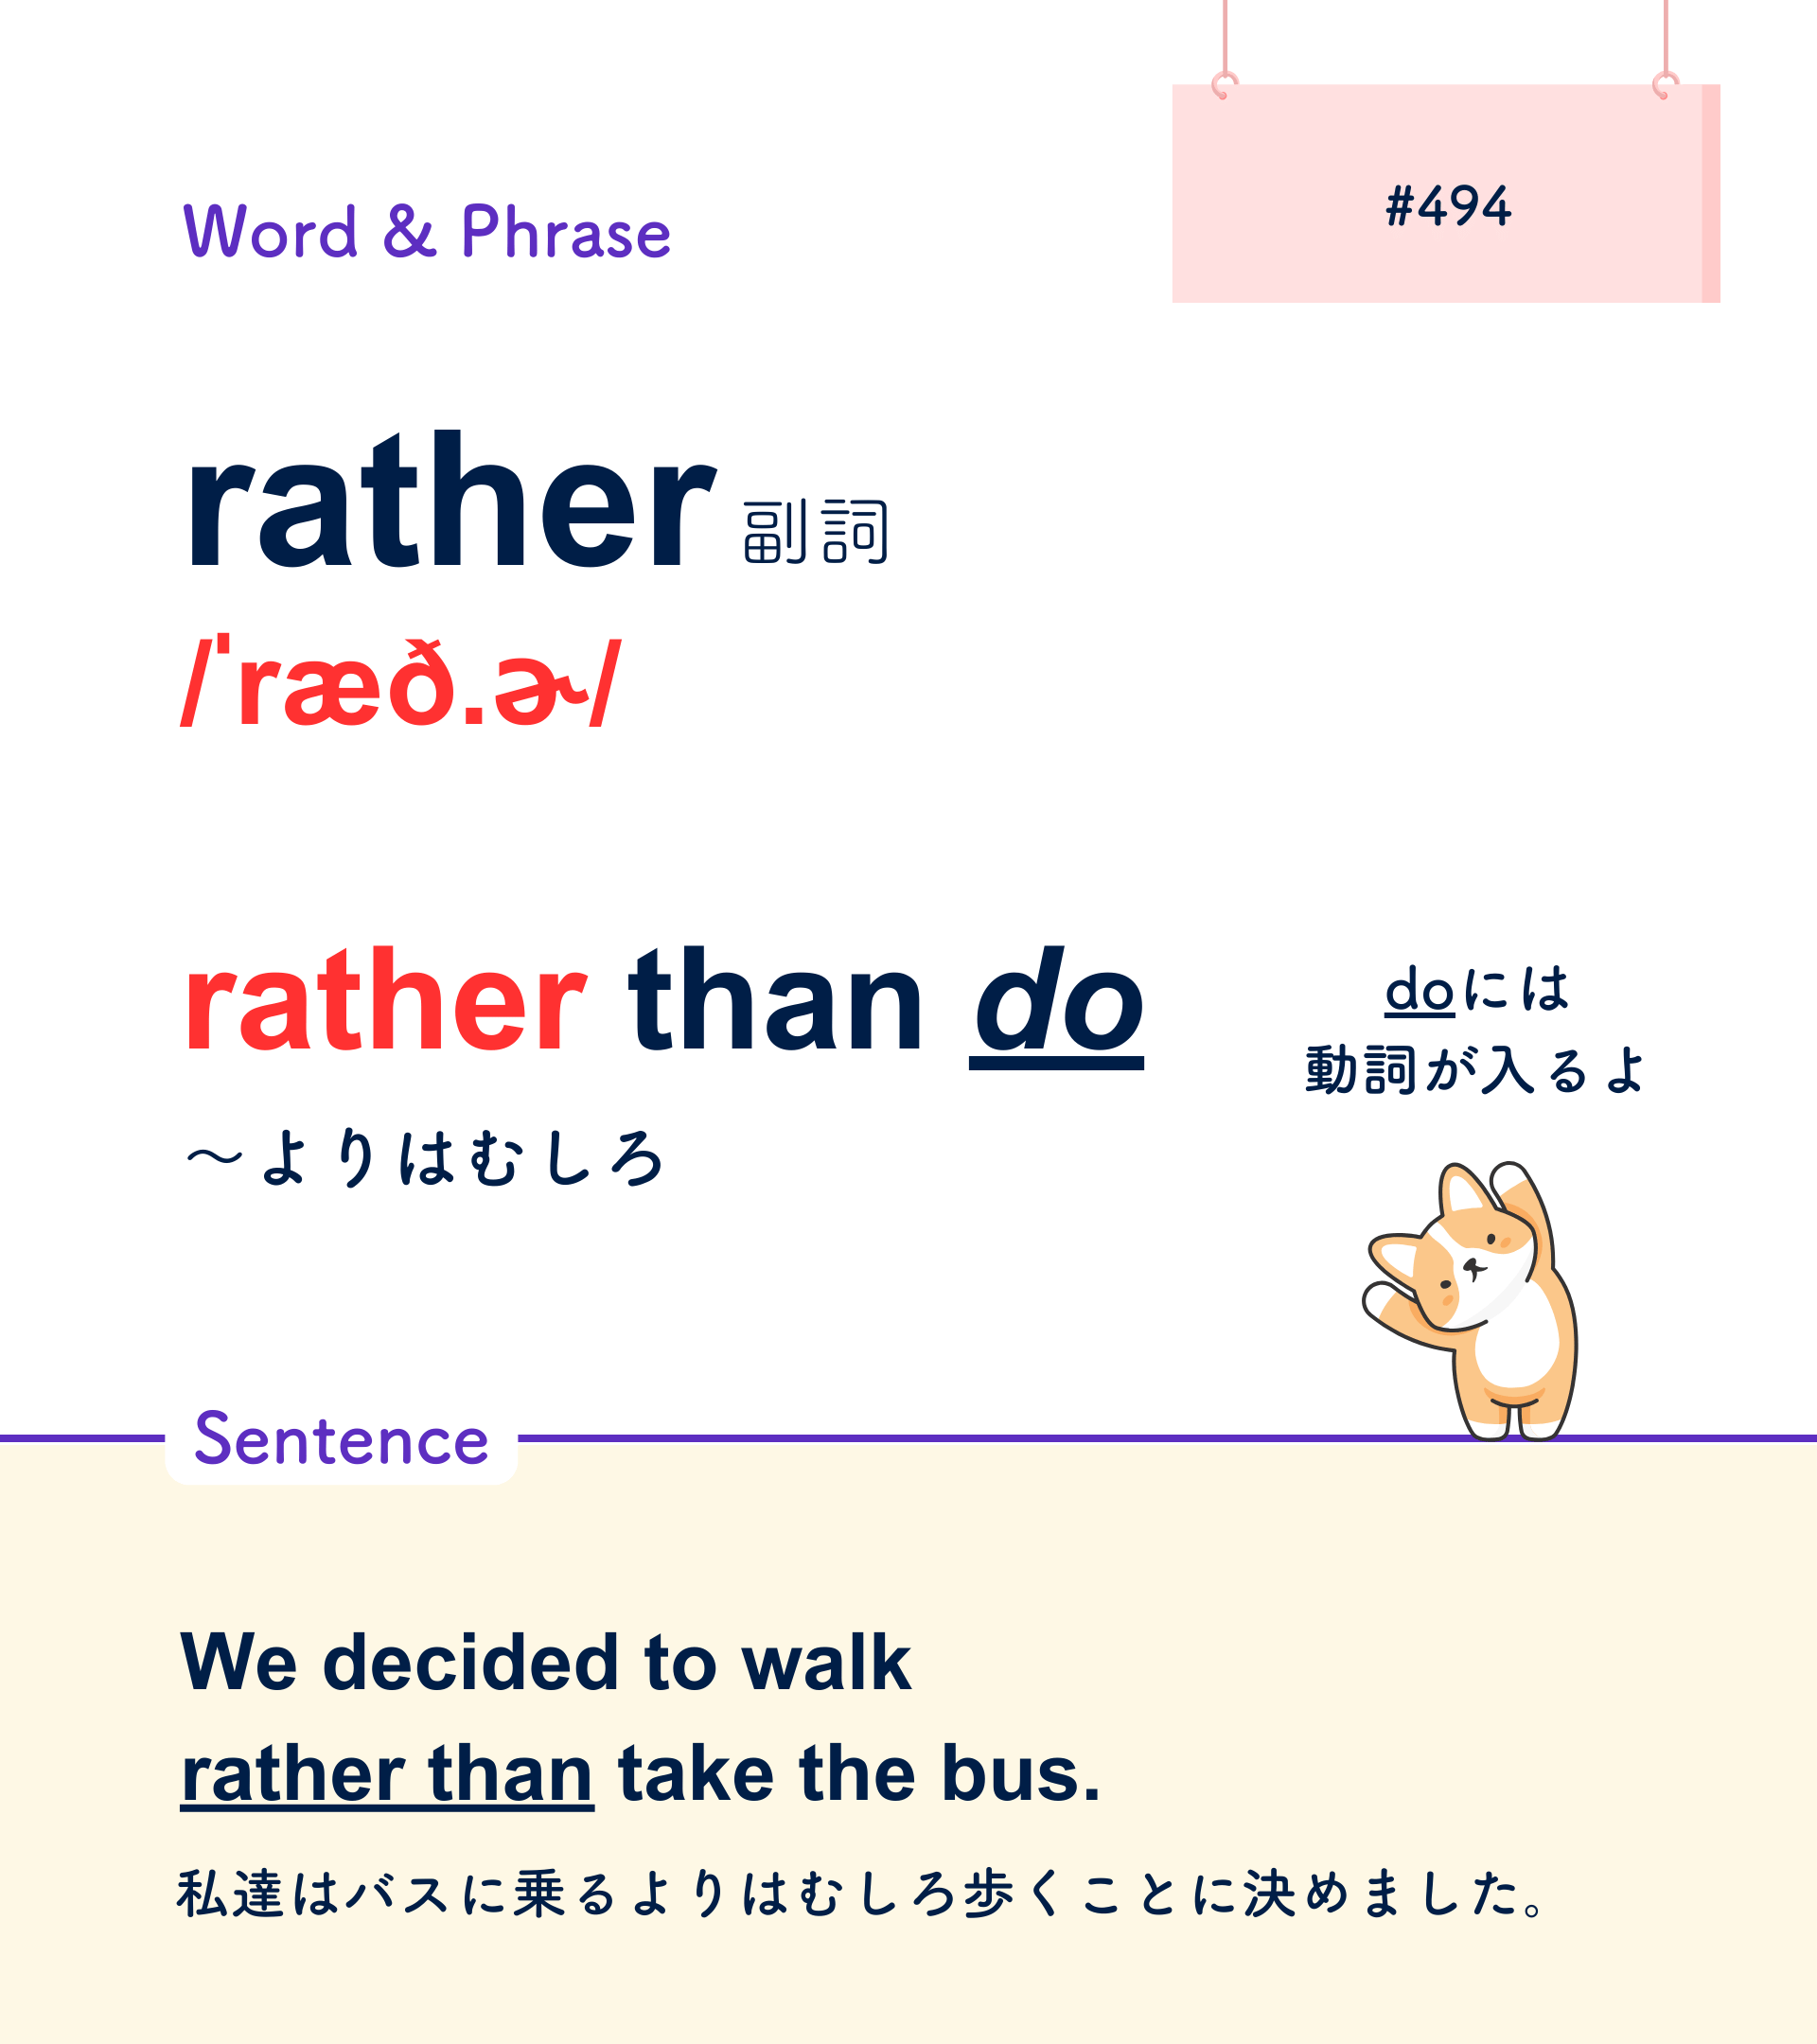 #494
Word & Phrase
rather 副詞
/ˈræð.ɚ/
rather than do
doには
動詞が入るよ
〜よりはむしろ
Sentence
We decided to walk
rather than take the bus.
私達はバスに乗るよりはむしろ歩くことに決めました。